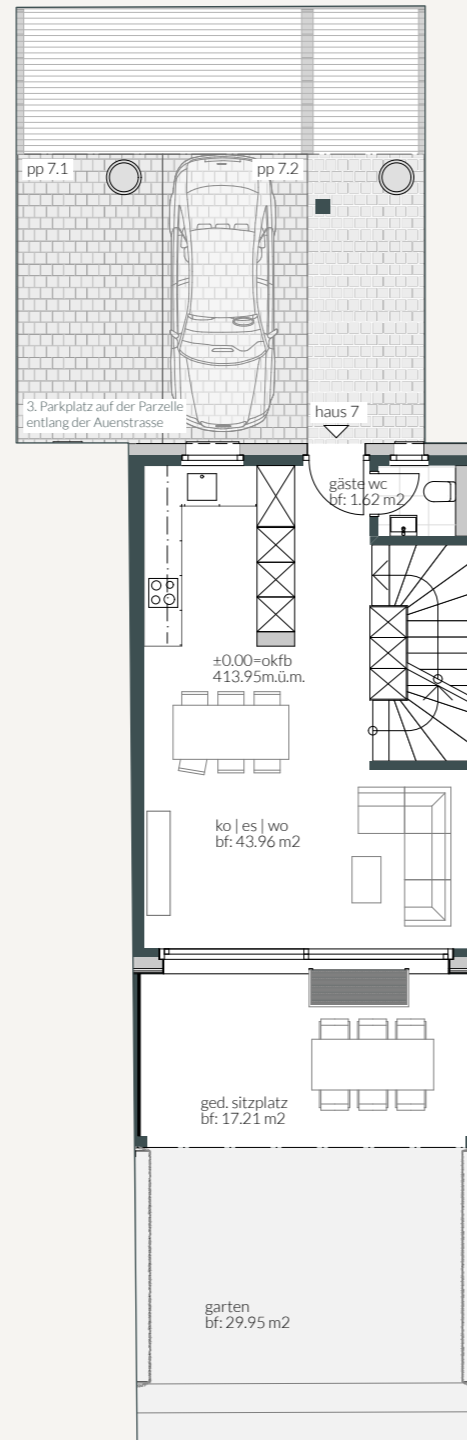 pp 7.1
pp 7.2
3. Parkplatz auf der Parzelle
entlang der Auenstrasse
haus 7
gäste wc
bf: 1.62 m2
±0.00=okfb
413.95m.ü.m.
ko | es | wo
bf: 43.96 m2
ged. sitzplatz
bf: 17.21 m2
garten
bf: 29.95 m2